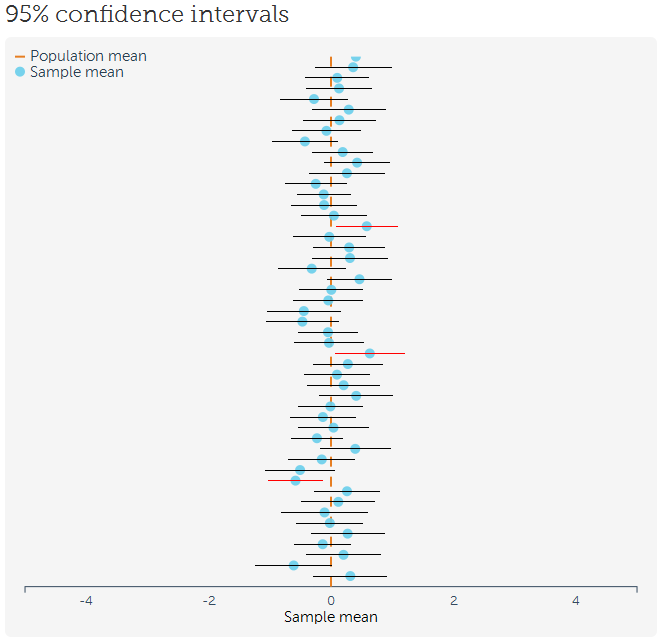 95% confidence intervals
Population mean
Sample mean
-4 -2 0 2 4
Sample mean